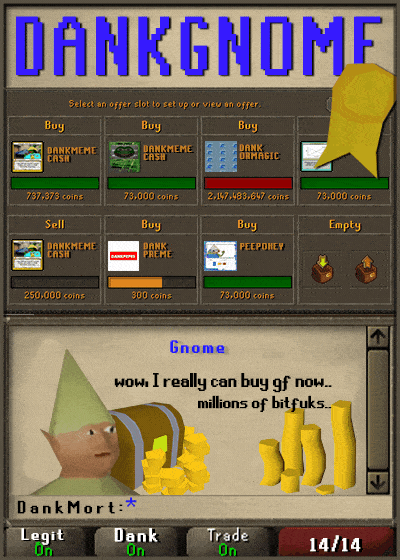 DANKGNOME
Select an offer slot to set up or view an offer..
Buy
Buy
Buy
Buy
DANKMEME CASH
DANKMEME CASH
DANK ORMAGIC
737,373 coins
73,000 coins
2,147,483,647 coins
73,000 coins
Sell
Buy
Buy
Empty
DANKMEME CASH
DANK PREME
PEEPOKEY
250,000 coins
300 coins
73,000 coins
Gnome
wow, I really can buy gf now..
millions of bitfuks..
DankMort:*
Legit
On
Dank
On
Trade
On
14/14